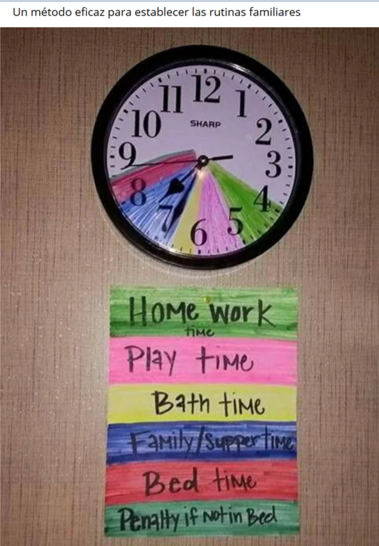 Un método eficaz para establecer las rutinas familiares
12
11
1
10
SHARP
2
9
3
8
4
7
5
6
Home work
time
Play time
Bath time
Family/Supper time
Bed time
Penalty if Not in Bed